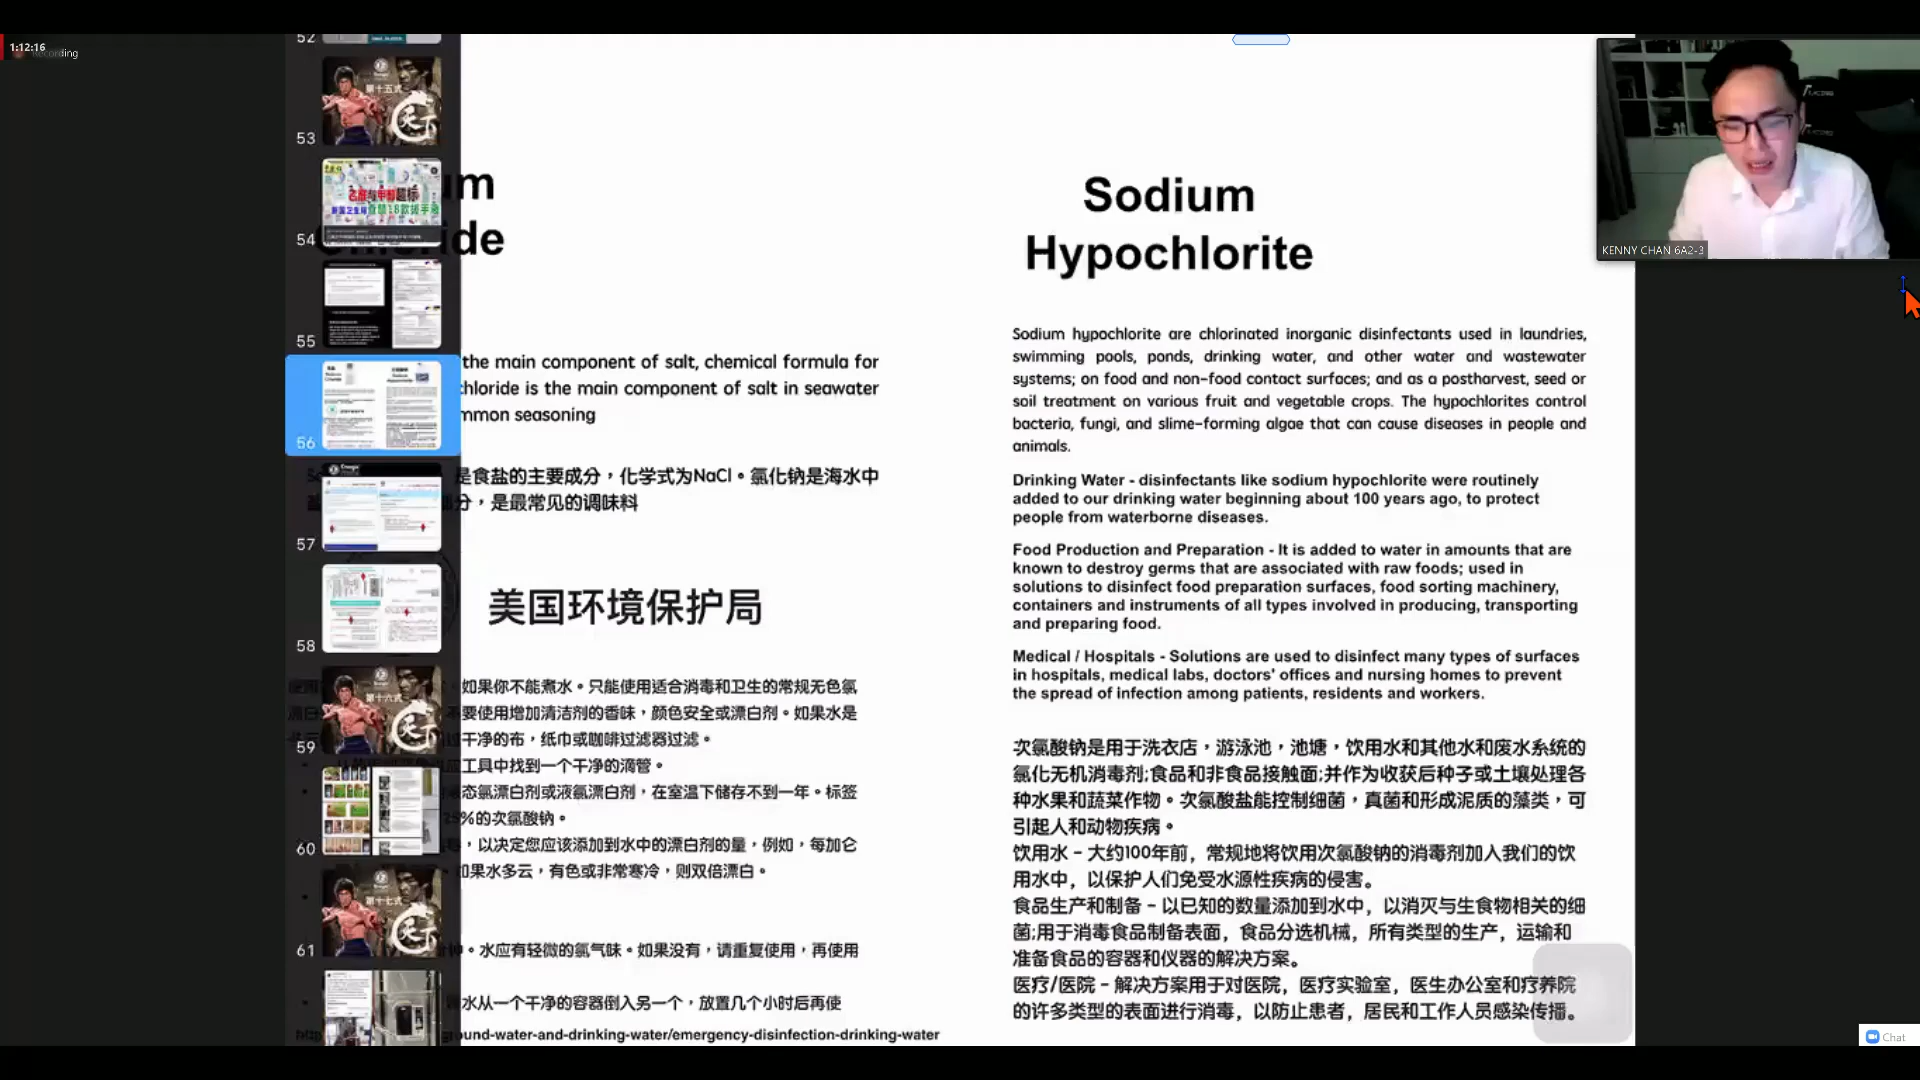 1:12:16
Recording
52
53
54
55
56
57
58
59
60
61
第十五式
第十六式
第十七式
um
ide
the main component of salt, chemical formula for
chloride is the main component of salt in seawater
mmon seasoning
是食盐的主要成分，化学式为NaCl。氯化钠是海水中
分，是最常见的调味料
美国环境保护局
如果你不能煮水。只能使用适合消毒和卫生的常规无色氯
要使用增加清洁剂的香味，颜色安全或漂白剂。如果水是
过干净的布，纸巾或咖啡过滤器过滤。
工具中找到一个干净的滴管。
液态氯漂白剂或液氯漂白剂，在室温下储存不到一年。标签
%的次氯酸钠。
，以决定您应该添加到水中的漂白剂的量，例如，每加仑
如果水多云，有色或非常寒冷，则双倍漂白。
钟。水应有轻微的氯气味。如果没有，请重复使用，再使用
水从一个干净的容器倒入另一个，放置几个小时后再使
ground-water-and-drinking-water/emergency-disinfection-drinking-water
Sodium
Hypochlorite
Sodium hypochlorite are chlorinated inorganic disinfectants used in laundries,
swimming pools, ponds, drinking water, and other water and wastewater
systems; on food and non-food contact surfaces; and as a postharvest, seed or
soil treatment on various fruit and vegetable crops. The hypochlorites control
bacteria, fungi, and slime-forming algae that can cause diseases in people and
animals.
Drinking Water - disinfectants like sodium hypochlorite were routinely
added to our drinking water beginning about 100 years ago, to protect
people from waterborne diseases.
Food Production and Preparation - It is added to water in amounts that are
known to destroy germs that are associated with raw foods; used in
solutions to disinfect food preparation surfaces, food sorting machinery,
containers and instruments of all types involved in producing, transporting
and preparing food.
Medical / Hospitals - Solutions are used to disinfect many types of surfaces
in hospitals, medical labs, doctors' offices and nursing homes to prevent
the spread of infection among patients, residents and workers.
次氯酸钠是用于洗衣店，游泳池，池塘，饮用水和其他水和废水系统的
氯化无机消毒剂;食品和非食品接触面;并作为收获后种子或土壤处理各
种水果和蔬菜作物。次氯酸盐能控制细菌，真菌和形成泥质的藻类，可
引起人和动物疾病。
饮用水 - 大约100年前，常规地将饮用次氯酸钠的消毒剂加入我们的饮
用水中，以保护人们免受水源性疾病的侵害。
食品生产和制备 - 以已知的数量添加到水中，以消灭与生食物相关的细
菌;用于消毒食品制备表面，食品分选机械，所有类型的生产，运输和
准备食品的容器和仪器的解决方案。
医疗/医院 - 解决方案用于对医院，医疗实验室，医生办公室和疗养院
的许多类型的表面进行消毒，以防止患者，居民和工作人员感染传播。
KENNY CHAN 6A2-3
Chat